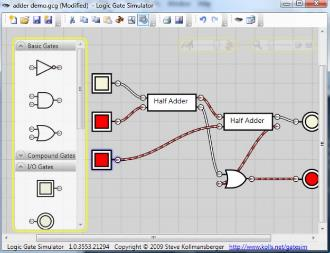 adder demo.gcg (Modified) - Logic Gate Simulator
Basic Gates
Half Adder
Half Adder
Compound Gates
I/O Gates
Logic Gate Simulator 1.0.3553.21294 Copyright © 2009 Steve Kollmansberger http://www.kolls.net/gatesim